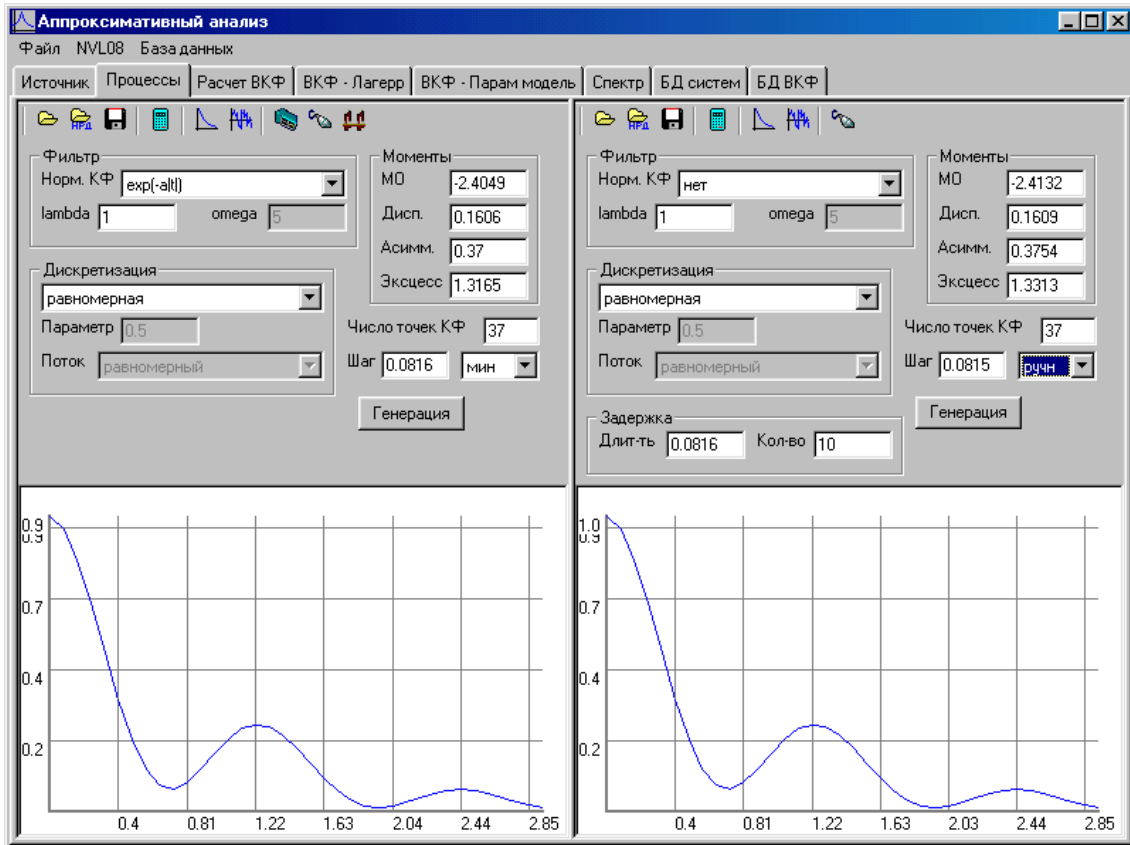 Аппроксимативный анализ
Файл NVL08 База данных
Источник Процессы Расчет ВКФ ВКФ - Лагерр ВКФ - Парам модель Спектр БД систем БД ВКФ
НРД
Фильтр
Норм. КФ exp(-a|t|)
lambda 1 omega 5
Моменты
МО -2.4049
Дисп. 0.1606
Асимм. 0.37
Эксцесс 1.3165
Дискретизация
равномерная
Параметр 0.5
Поток равномерный
Число точек КФ 37
Шаг 0.0816 мин
Генерация
0.9
0.9
0.7
0.4
0.2
0.4 0.81 1.22 1.63 2.04 2.44 2.85
НРД
Фильтр
Норм. КФ нет
lambda 1 omega 5
Моменты
МО -2.4132
Дисп. 0.1609
Асимм. 0.3754
Эксцесс 1.3313
Дискретизация
равномерная
Параметр 0.5
Поток равномерный
Число точек КФ 37
Шаг 0.0815 ручн
Генерация
Задержка
Длит-ть 0.0816 Кол-во 10
1.0
0.9
0.7
0.4
0.2
0.4 0.81 1.22 1.63 2.03 2.44 2.85